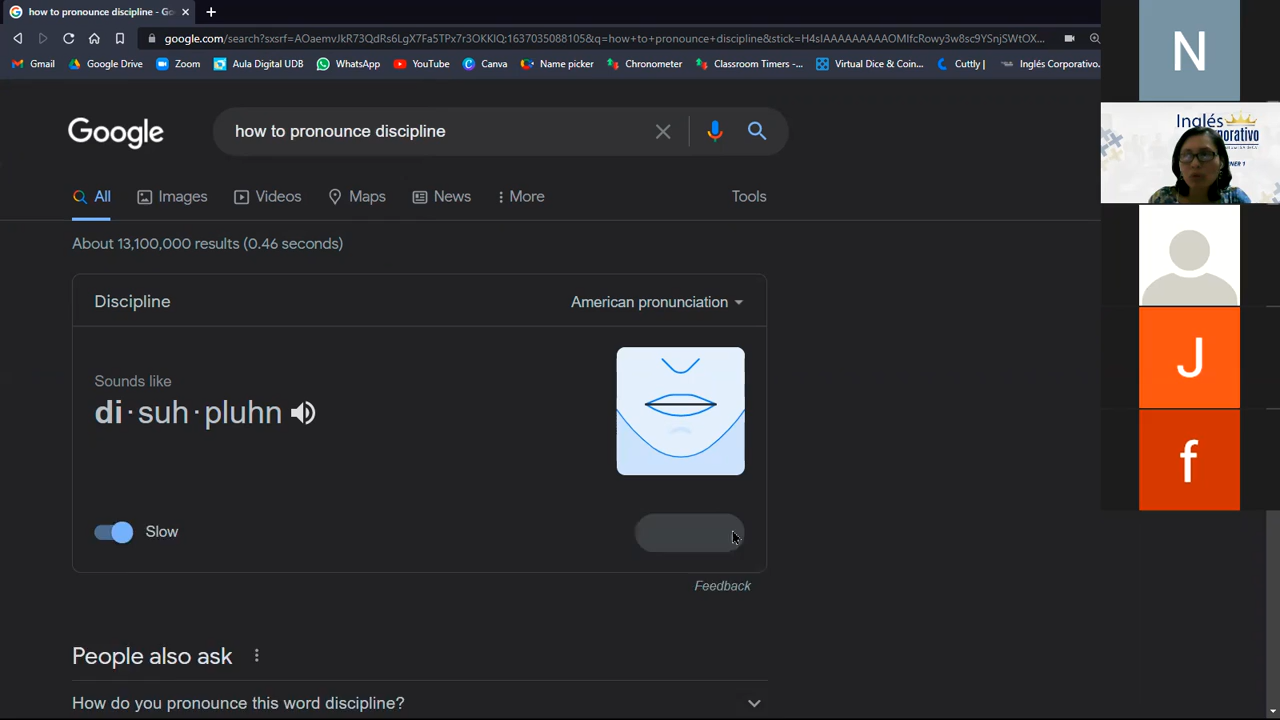 how to pronounce discipline - Go
google.com/search?sxsrf=AOaemvJkR73QdRs6LgX7Fa5TPx7r3OKKIQ:1637035088105&q=how+to+pronounce+discipline&stick=H4sIAAAAAAAAAOMIfcRowy3w8sc9YSnjSWtOX...
Gmail Google Drive Zoom Aula Digital UDB WhatsApp YouTube Canva Name picker Chronometer Classroom Timers -... Virtual Dice & Coin... Cuttly | Inglés Corporativo.
Google how to pronounce discipline
All Images Videos Maps News More Tools
About 13,100,000 results (0.46 seconds)
Discipline American pronunciation
Sounds like
di·suh·pluhn
Slow
Feedback
People also ask
How do you pronounce this word discipline?
N
Inglés
J
f